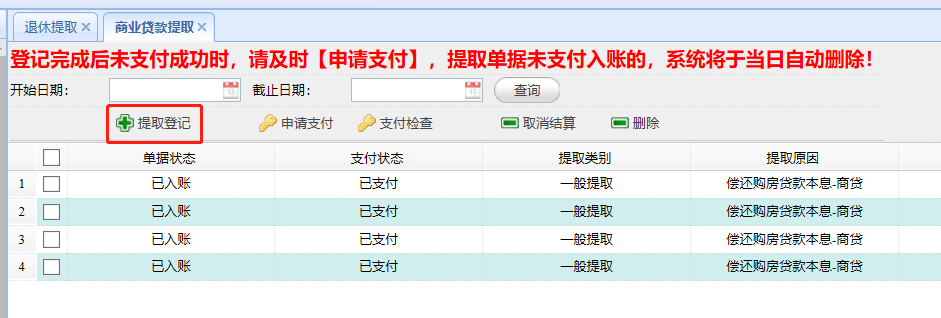 退休提取 商业贷款提取
登记完成后未支付成功时，请及时【申请支付】，提取单据未支付入账的，系统将于当日自动删除！
开始日期： 截止日期： 查询
提取登记 申请支付 支付检查 取消结算 删除
单据状态 支付状态 提取类别 提取原因
1 已入账 已支付 一般提取 偿还购房贷款本息-商贷
2 已入账 已支付 一般提取 偿还购房贷款本息-商贷
3 已入账 已支付 一般提取 偿还购房贷款本息-商贷
4 已入账 已支付 一般提取 偿还购房贷款本息-商贷